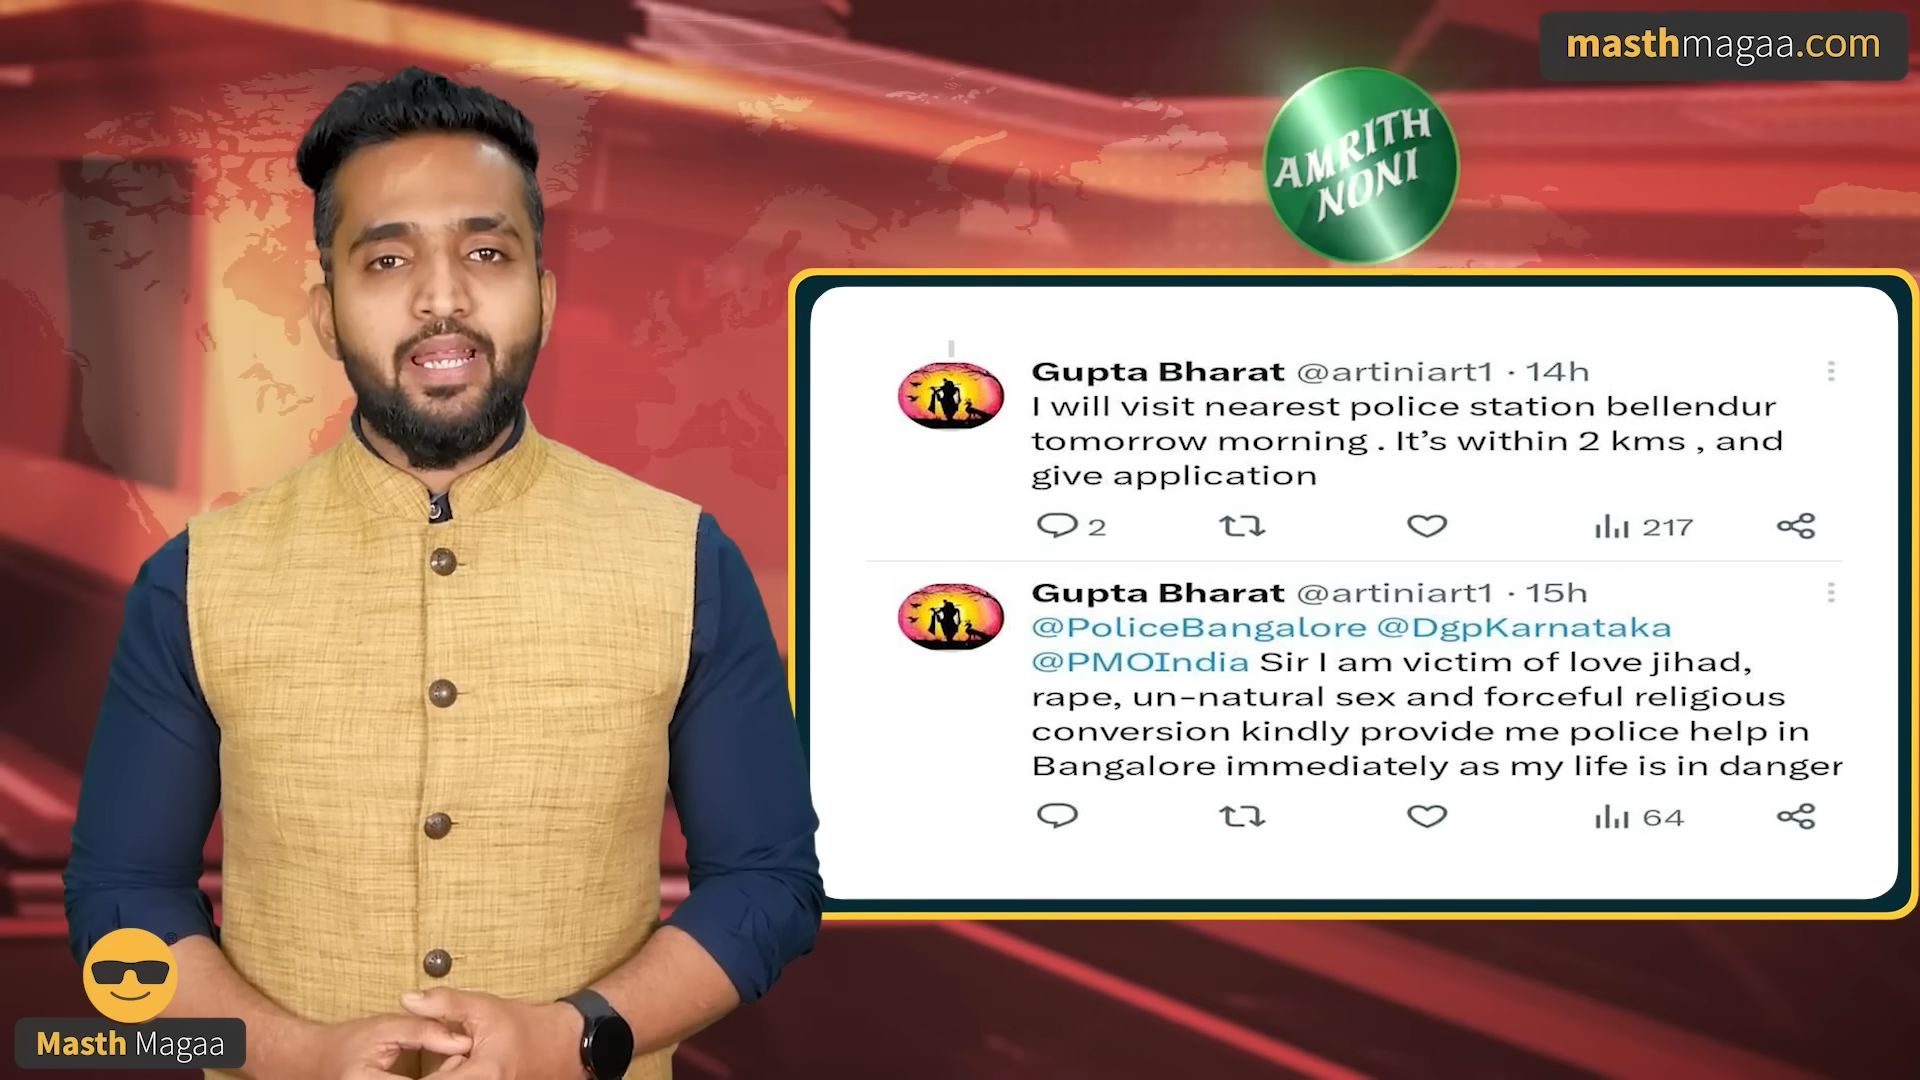 masthmagaa.com
AMRITH
NONI
Gupta Bharat @artiniart1 · 14h
I will visit nearest police station bellendur
tomorrow morning . It’s within 2 kms , and
give application
2
217
Gupta Bharat @artiniart1 · 15h
@PoliceBangalore @DgpKarnataka
@PMOIndia Sir I am victim of love jihad,
rape, un-natural sex and forceful religious
conversion kindly provide me police help in
Bangalore immediately as my life is in danger
64
Masth Magaa